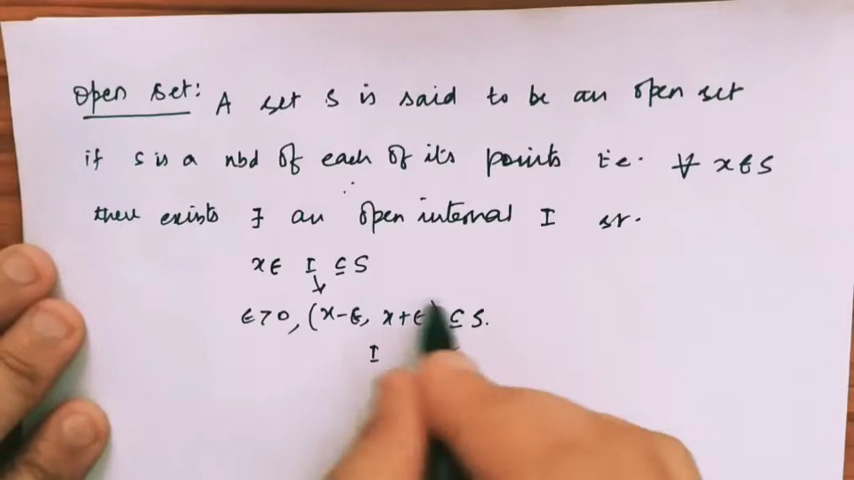 Open set: A set S is said to be an open set
if S is a nbd of each of its points i.e. ∀ x ∈ S
there exists ∃ an open interval I st.
x ∈ I ⊆ S
ϵ > 0, (x-ϵ, x+ϵ) ⊆ S.
I